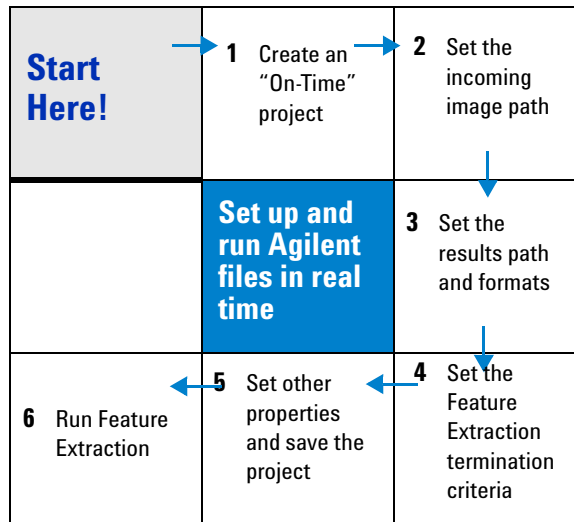 Start
Here!
1 Create an
“On-Time”
project
2 Set the
incoming
image path
Set up and
run Agilent
files in real
time
3 Set the
results path
and formats
4 Set the
Feature
Extraction
termination
criteria
5 Set other
properties
and save the
project
6 Run Feature
Extraction